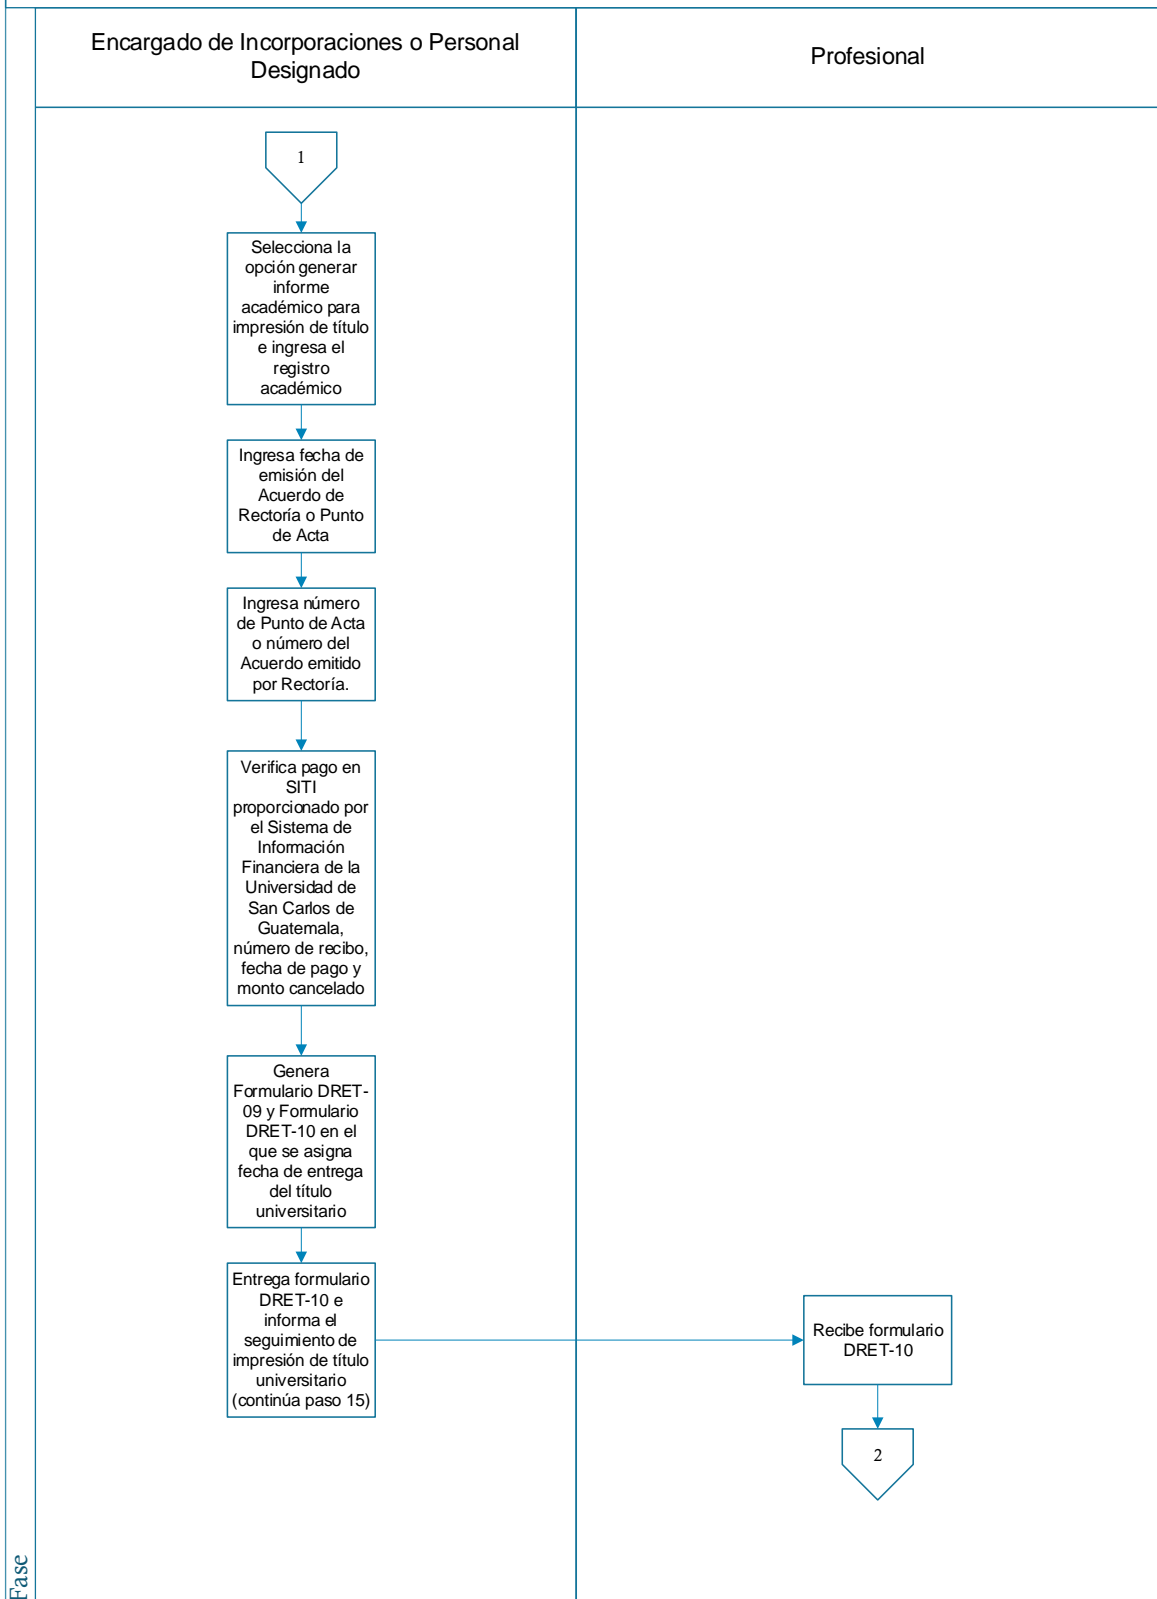 Encargado de Incorporaciones o Personal
Designado
Profesional
1
Selecciona la
opción generar
informe
académico para
impresión de título
e ingresa el
registro
académico
Ingresa fecha de
emisión del
Acuerdo de
Rectoría o Punto
de Acta
Ingresa número
de Punto de Acta
o número del
Acuerdo emitido
por Rectoría.
Verifica pago en
SITI
proporcionado por
el Sistema de
Información
Financiera de la
Universidad de
San Carlos de
Guatemala,
número de recibo,
fecha de pago y
monto cancelado
Genera
Formulario DRET-
09 y Formulario
DRET-10 en el
que se asigna
fecha de entrega
del título
universitario
Entrega formulario
DRET-10 e
informa el
seguimiento de
impresión de título
universitario
(continúa paso 15)
Recibe formulario
DRET-10
2
Fase